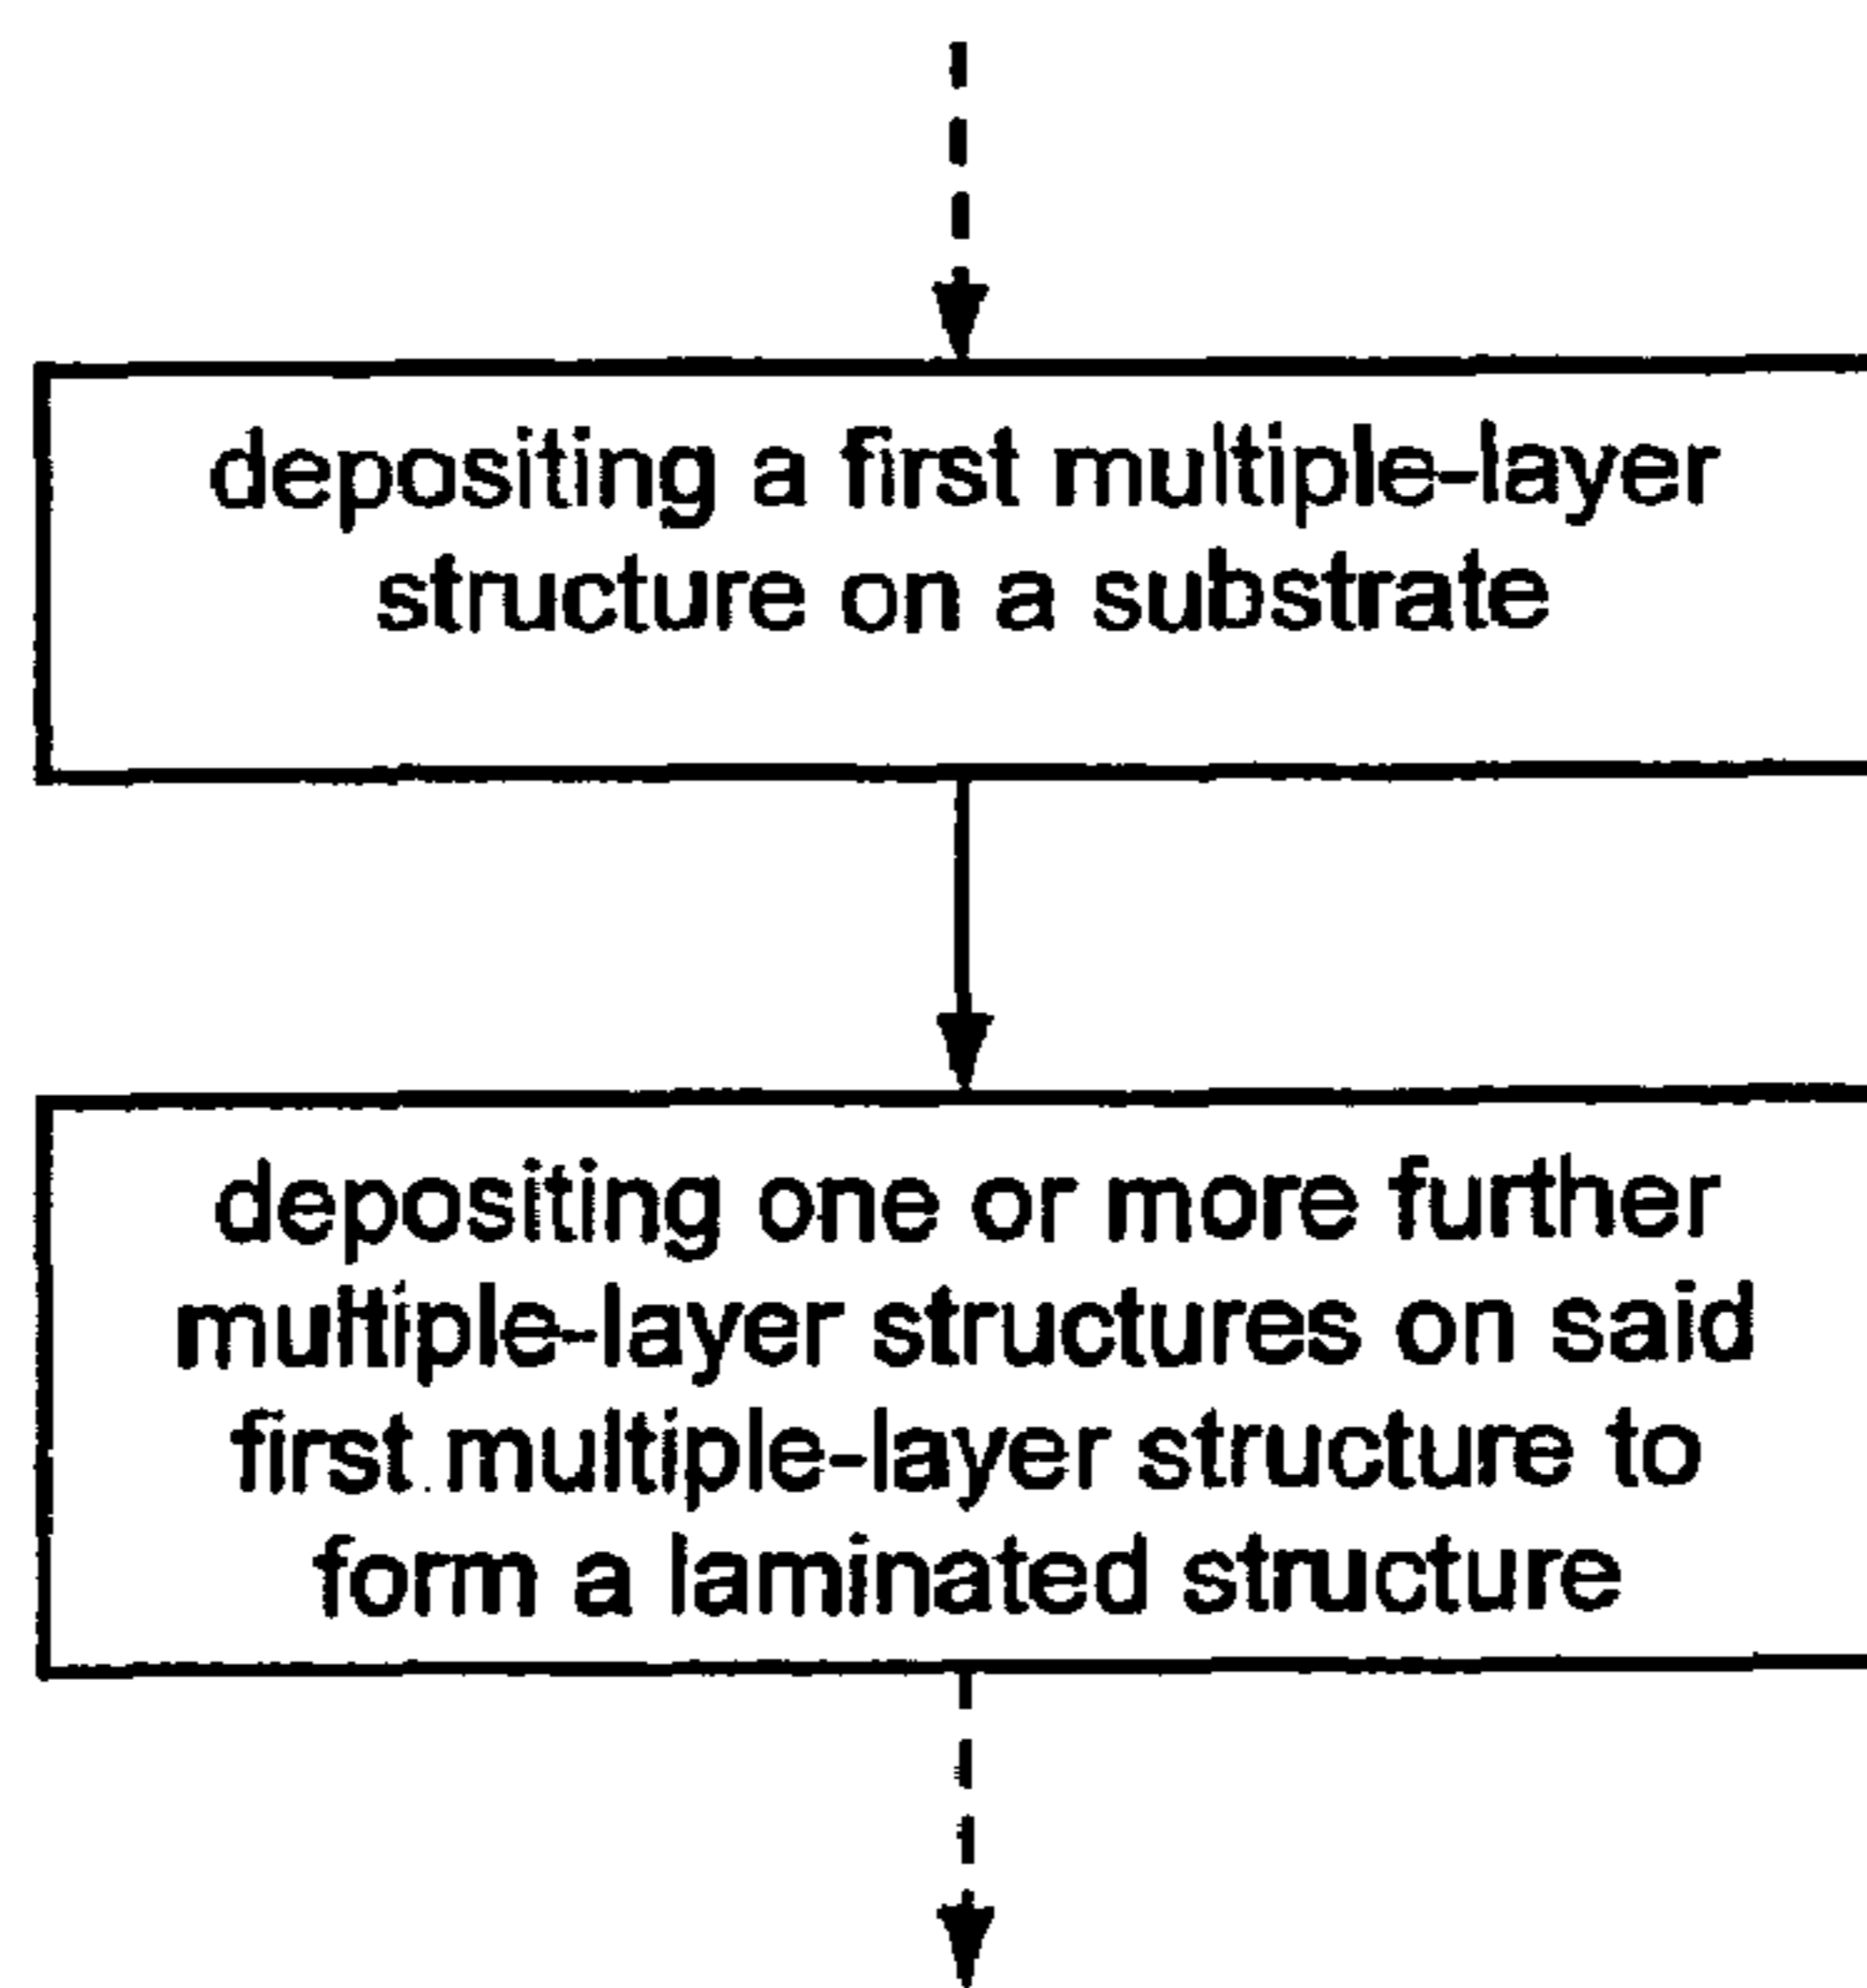 depositing a first multiple-layer
structure on a substrate
depositing one or more further
multiple-layer structures on said
first multiple-layer structure to
form a laminated structure